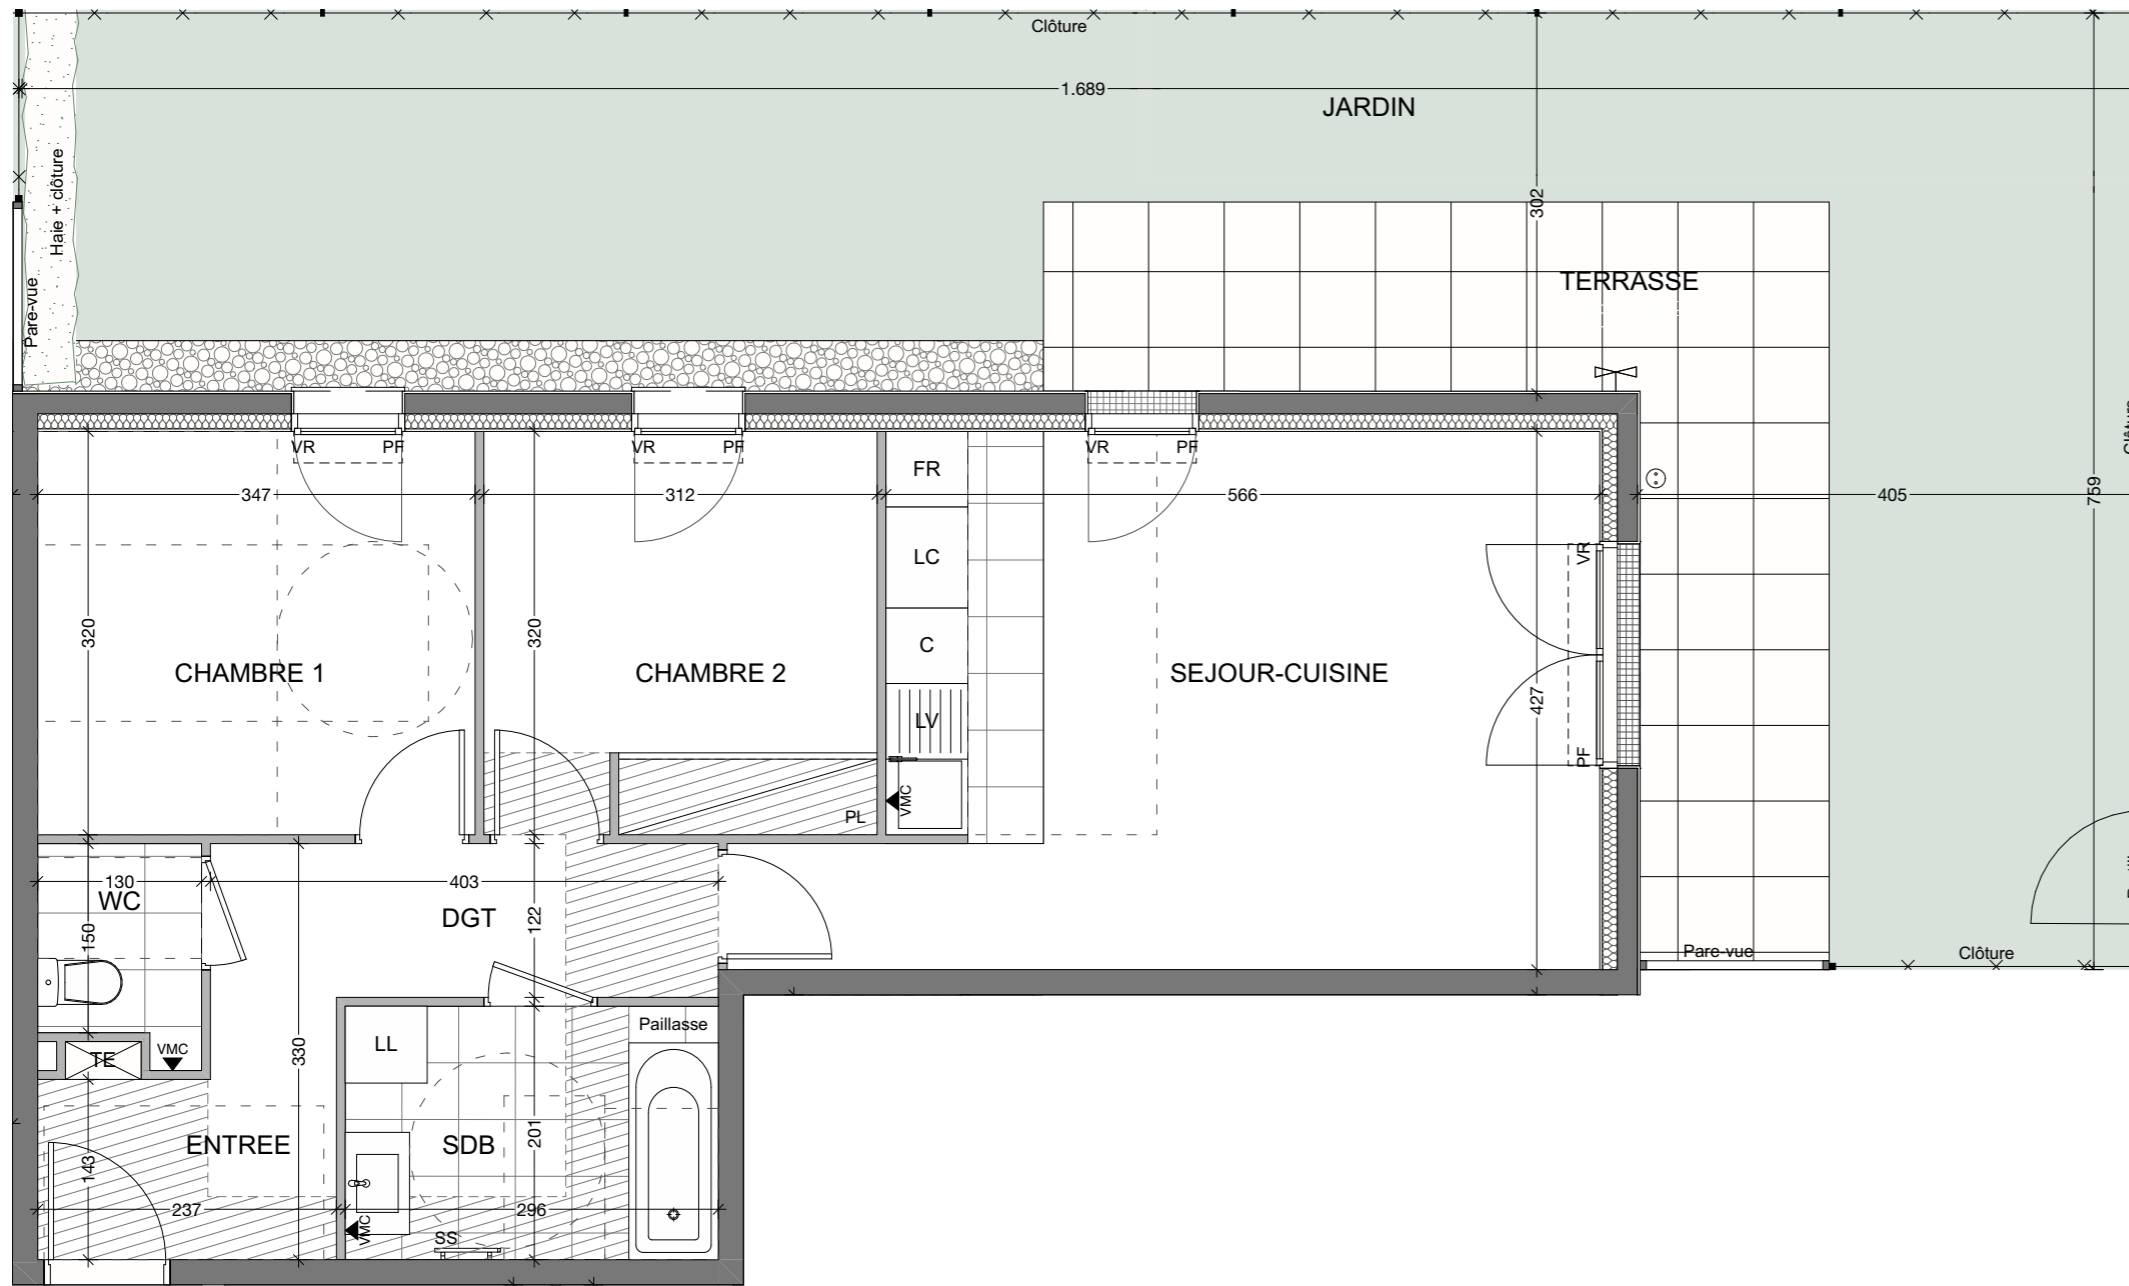 Clôture
1.689
JARDIN
Haie + clôture
302
Pare-vue
TERRASSE
VR
PF
VR
PF
VR
PF
FR
347
312
566
405
759
LC
VR
320
320
C
CHAMBRE 1
CHAMBRE 2
SEJOUR-CUISINE
427
LV
PF
VMC
PL
130
403
WC
DGT
122
150
Pare-vue
Clôture
Paillasse
LL
TE
VMC
330
ENTREE
SDB
201
143
237
296
VMC
SS